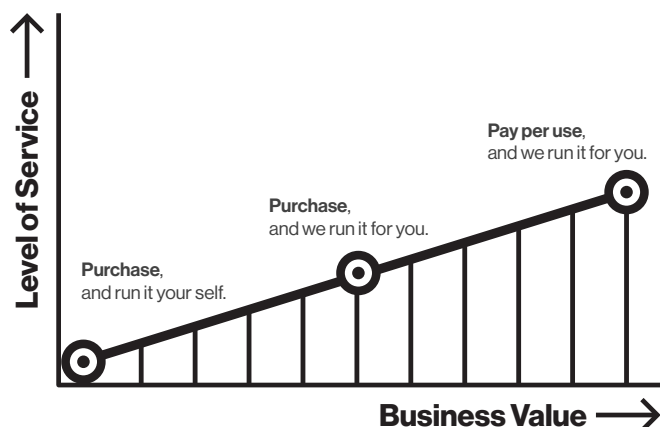 Level of Service
Pay per use,
and we run it for you.
Purchase,
and we run it for you.
Purchase,
and run it your self.
Business Value